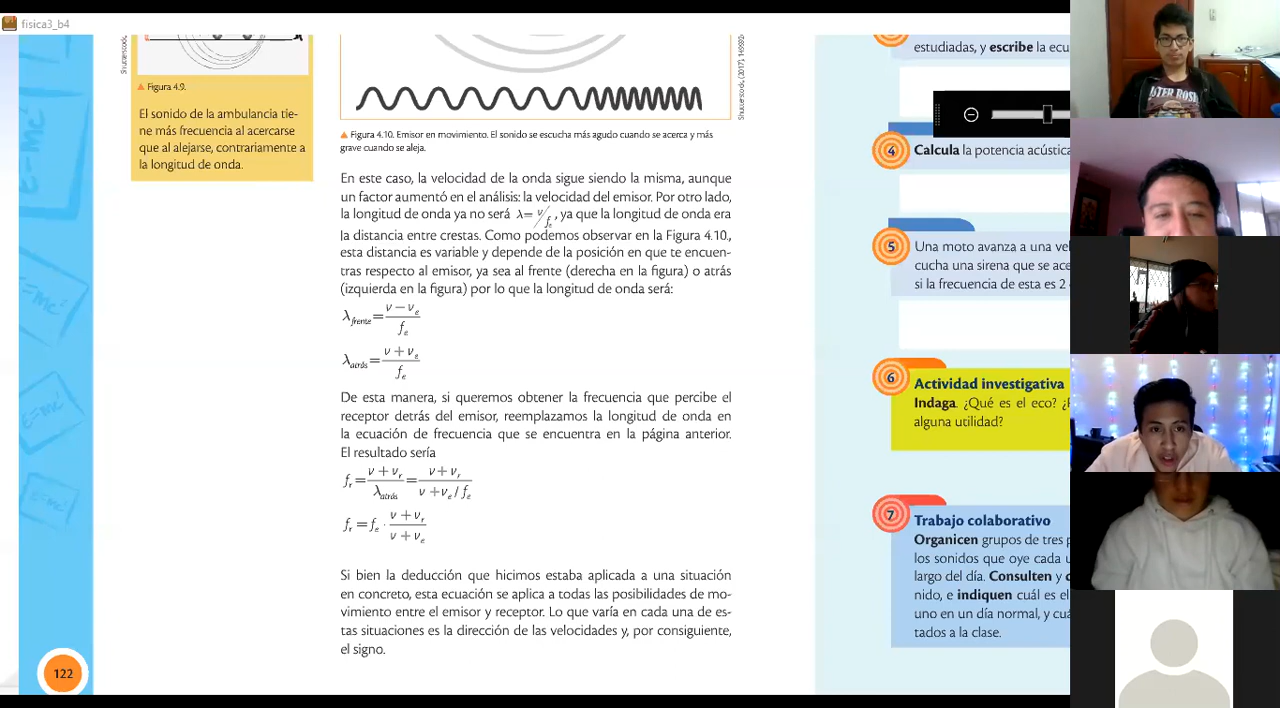 fisica3_b4
Figura 4.9.
El sonido de la ambulancia tie-
ne más frecuencia al acercarse
que al alejarse, contrariamente a
la longitud de onda.
Figura 4.10. Emisor en movimiento. El sonido se escucha más agudo cuando se acerca y más
grave cuando se aleja.
En este caso, la velocidad de la onda sigue siendo la misma, aunque
un factor aumentó en el análisis: la velocidad del emisor. Por otro lado,
la longitud de onda ya no será λ=v/fe, ya que la longitud de onda era
la distancia entre crestas. Como podemos observar en la Figura 4.10.,
esta distancia es variable y depende de la posición en que te encuen-
tras respecto al emisor, ya sea al frente (derecha en la figura) o atrás
(izquierda en la figura) por lo que la longitud de onda será:
λfrente = (v − ve) / fe
λatrás = (v + ve) / fe
De esta manera, si queremos obtener la frecuencia que percibe el
receptor detrás del emisor, reemplazamos la longitud de onda en
la ecuación de frecuencia que se encuentra en la página anterior.
El resultado sería
fr = (v + vr) / λatrás = (v + vr) / (v + ve / fe)
fr = fe · (v + vr) / (v + ve)
Si bien la deducción que hicimos estaba aplicada a una situación
en concreto, esta ecuación se aplica a todas las posibilidades de mo-
vimiento entre el emisor y receptor. Lo que varía en cada una de es-
tas situaciones es la dirección de las velocidades y, por consiguiente,
el signo.
122
estudiadas, y escribe la ecu
4
Calcula la potencia acústica
5
Una moto avanza a una vel
cucha una sirena que se ace
si la frecuencia de esta es 2
6
Actividad investigativa
Indaga. ¿Qué es el eco? ¿
alguna utilidad?
7
Trabajo colaborativo
Organicen grupos de tres p
los sonidos que oye cada u
largo del día. Consulten y
nido, e indiquen cuál es el
uno en un día normal, y cuá
tados a la clase.